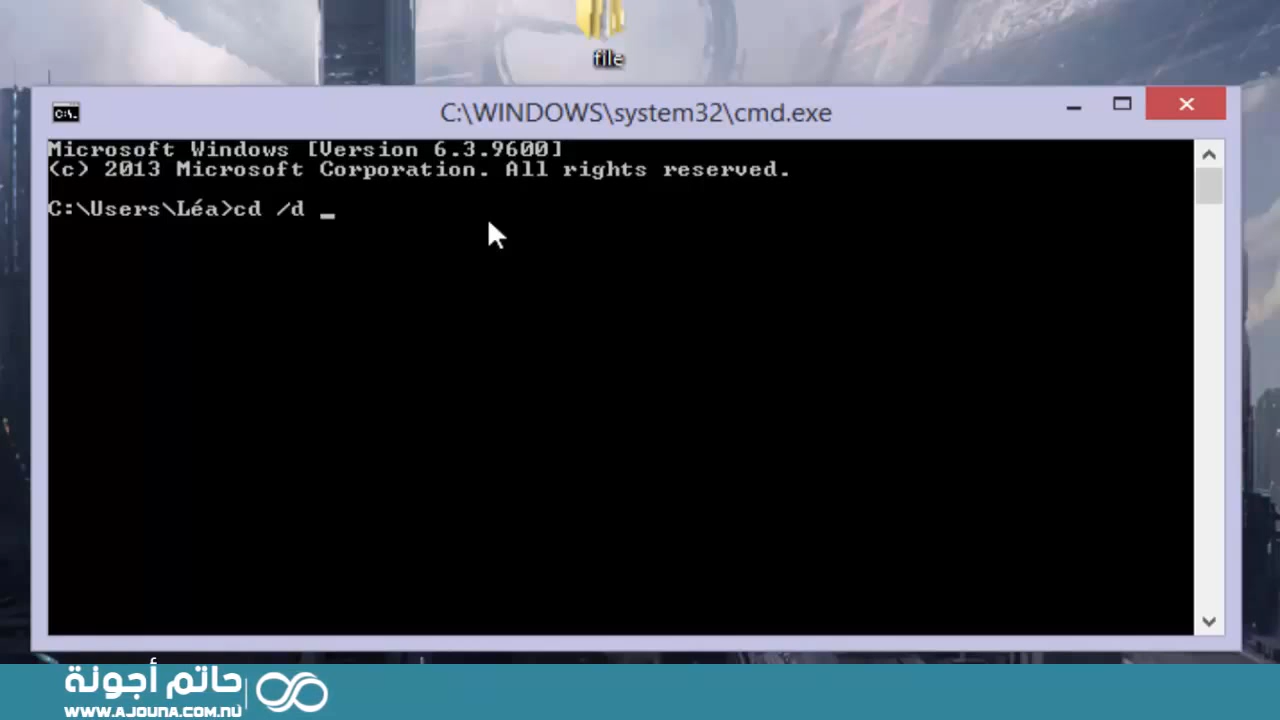 file
C:\WINDOWS\system32\cmd.exe
Microsoft Windows [Version 6.3.9600]
(c) 2013 Microsoft Corporation. All rights reserved.
C:\Users\Léa>cd /d _
حاتم أجونة
WWW.AJOUNA.COM.NU